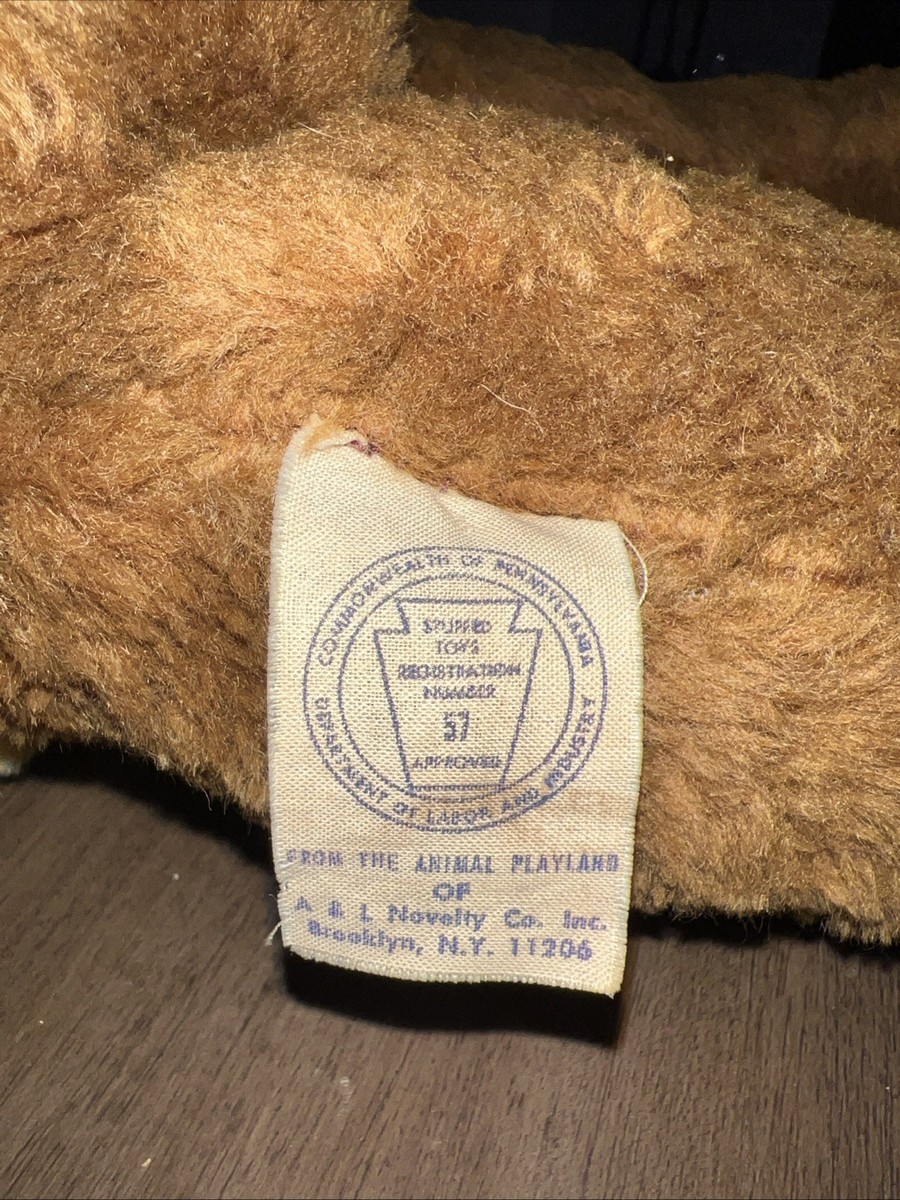 COMMONWEALTH OF PENNSYLVANIA
STUFFED
TOYS
REGISTRATION
NUMBER
57
APPROVED
DEPARTMENT OF LABOR AND INDUSTRY
FROM THE ANIMAL PLAYLAND
OF
A & L Novelty Co. Inc.
Brooklyn, N.Y. 11206